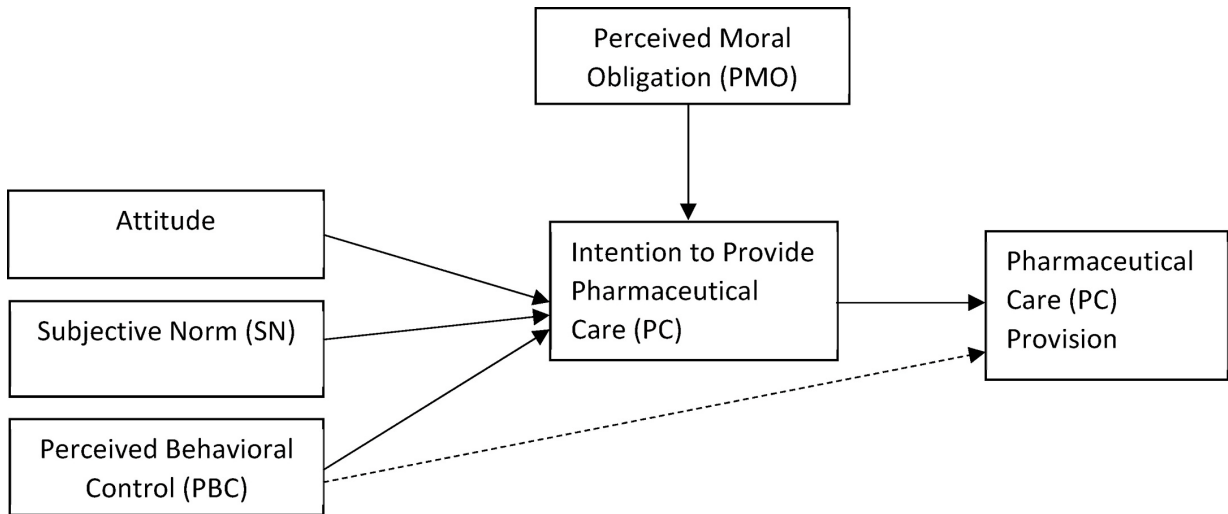 Perceived Moral
Obligation (PMO)
Attitude
Subjective Norm (SN)
Perceived Behavioral
Control (PBC)
Intention to Provide
Pharmaceutical
Care (PC)
Pharmaceutical
Care (PC)
Provision